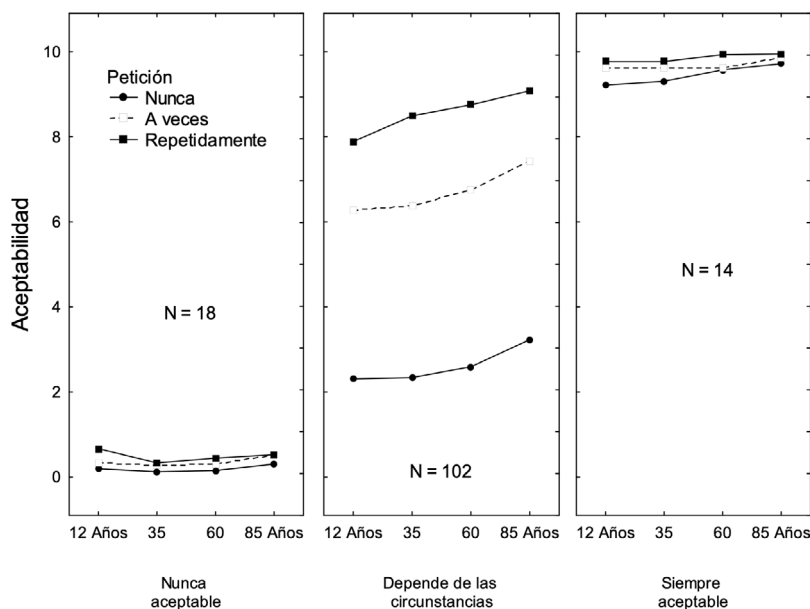 Aceptabilidad
10
8
6
4
2
0
Petición
Nunca
A veces
Repetidamente
N = 18
N = 102
N = 14
12 Años 35 60 85 Años
12 Años 35 60 85 Años
12 Años 35 60 85 Años
Nunca
aceptable
Depende de las
circunstancias
Siempre
aceptable